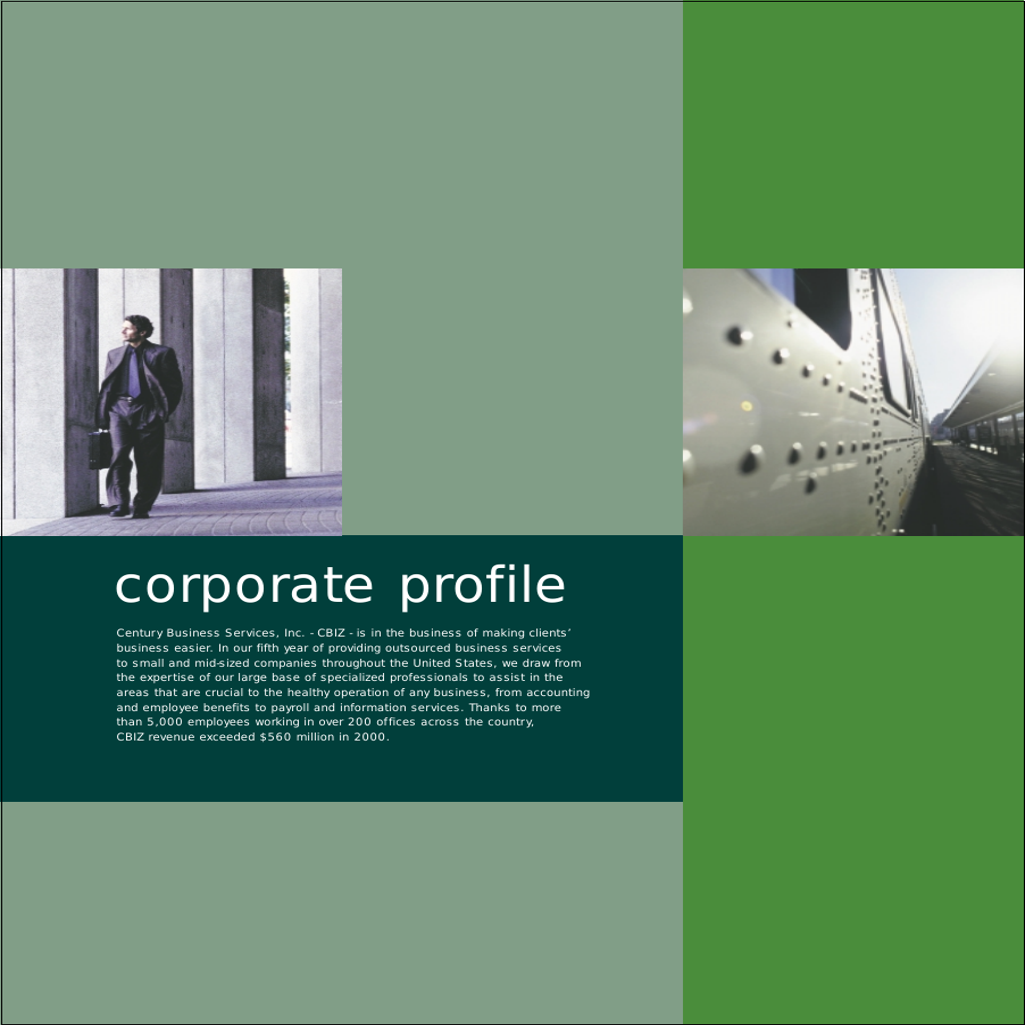 corporate profile
Century Business Services, Inc. - CBIZ - is in the business of making clients’
business easier. In our fifth year of providing outsourced business services
to small and mid-sized companies throughout the United States, we draw from
the expertise of our large base of specialized professionals to assist in the
areas that are crucial to the healthy operation of any business, from accounting
and employee benefits to payroll and information services. Thanks to more
than 5,000 employees working in over 200 offices across the country,
CBIZ revenue exceeded $560 million in 2000.